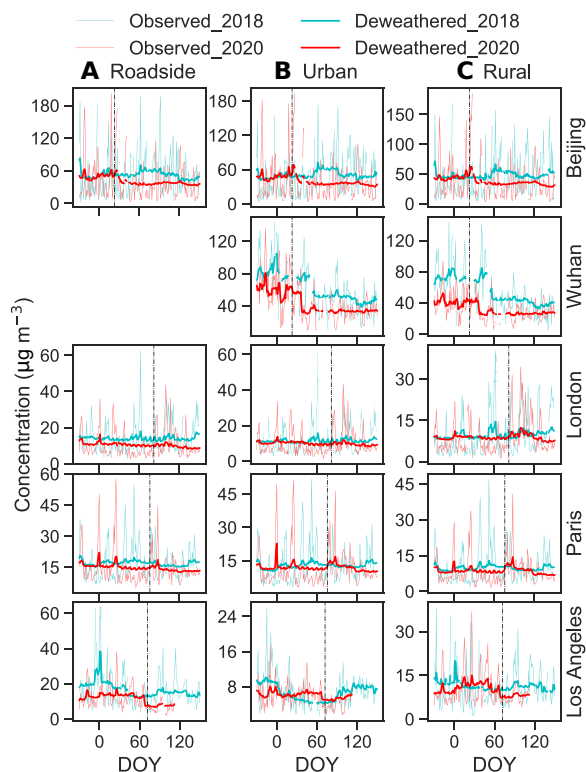 Observed_2018 Deweathered_2018
Observed_2020 Deweathered_2020
A Roadside B Urban C Rural
180 180 150
120 120 100
60 60 50
0 0 0
Beijing
120 120
80 80
40 40
Wuhan
60 60
40 40 30
20 20 15
0 0 0
London
60
45 45 45
30 30 30
15 15 15
Paris
60 24 30
40 16
20 8 15
0 0
Los Angeles
Concentration (µg m⁻³)
0 60 120 0 60 120 0 60 120
DOY DOY DOY